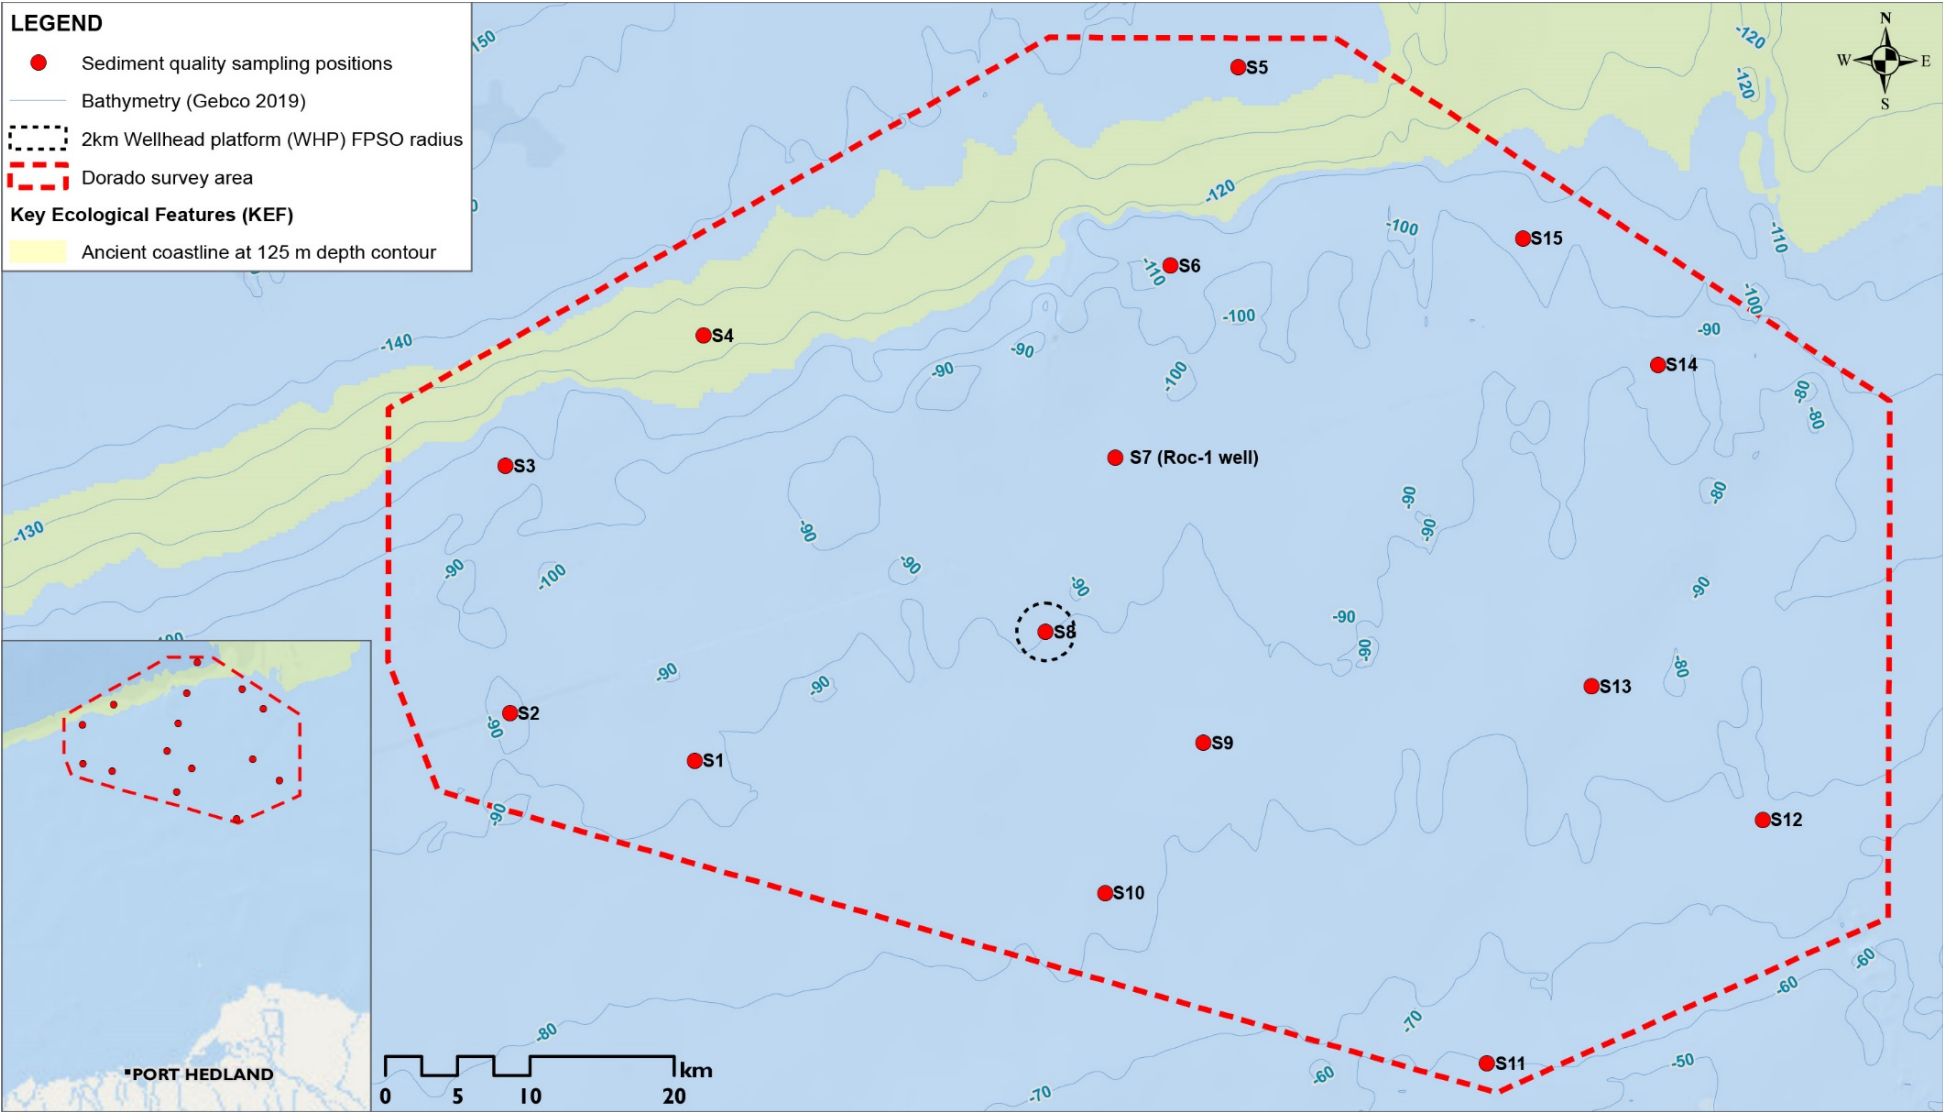 LEGEND
Sediment quality sampling positions
Bathymetry (Gebco 2019)
2km Wellhead platform (WHP) FPSO radius
Dorado survey area
Key Ecological Features (KEF)
Ancient coastline at 125 m depth contour
150
-120
N
W E
S
-120
S5
-120
-110
-100
S15
S6
-110
-100
-100
-90
-140
S4
-90
-90
-100
S14
-80
-80
S3
S7 (Roc-1 well)
-90
-80
-130
-90
-90
-90
-100
-90
-90
-90
-90
S8
-90
-90
-80
-90
-90
S13
S2
-90
S9
S1
-90
S12
S10
-60
-60
-70
-80
S11
-50
-60
-70
PORT HEDLAND
km
0 5 10 20